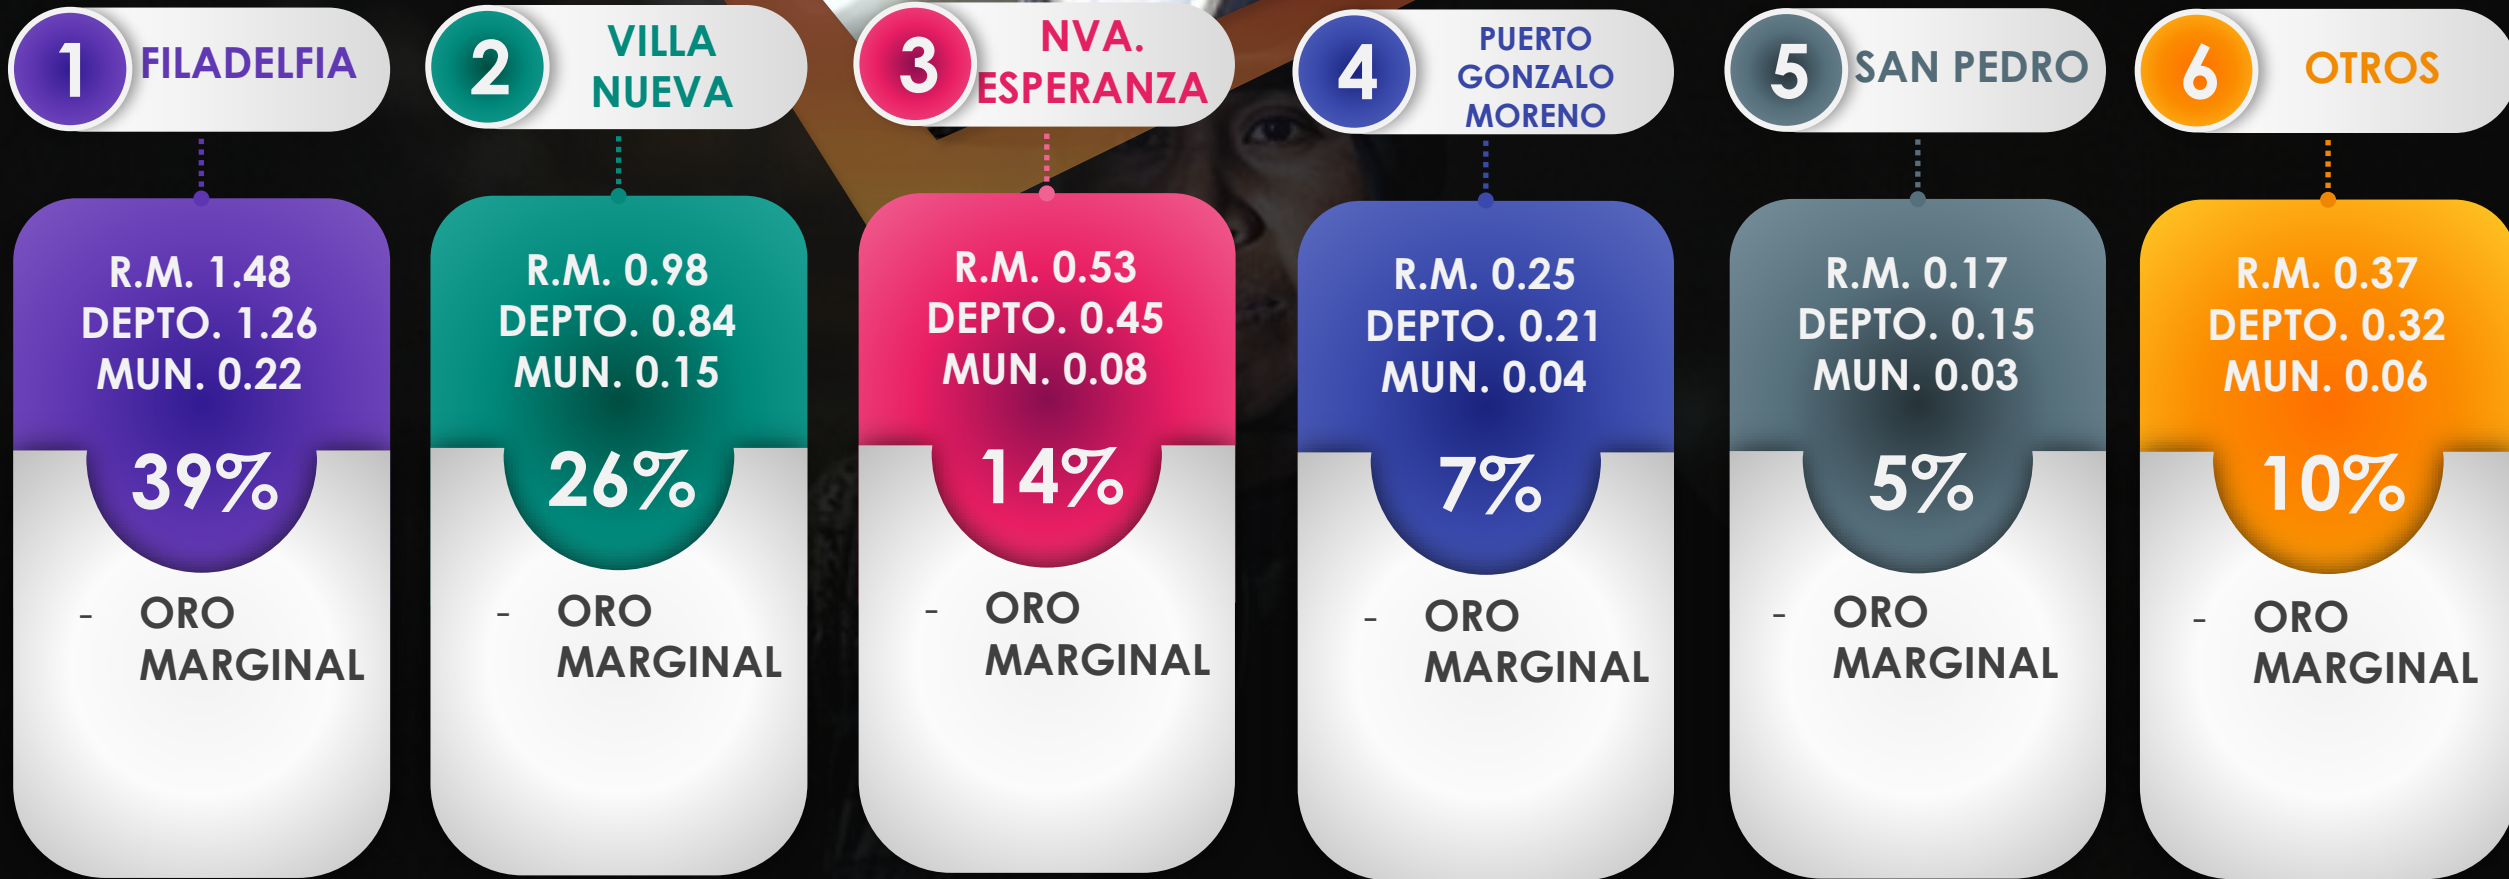 1
FILADELFIA
R.M. 1.48
DEPTO. 1.26
MUN. 0.22
39%
- ORO
MARGINAL
2
VILLA
NUEVA
R.M. 0.98
DEPTO. 0.84
MUN. 0.15
26%
- ORO
MARGINAL
3
NVA.
ESPERANZA
R.M. 0.53
DEPTO. 0.45
MUN. 0.08
14%
- ORO
MARGINAL
4
PUERTO
GONZALO
MORENO
R.M. 0.25
DEPTO. 0.21
MUN. 0.04
7%
- ORO
MARGINAL
5
SAN PEDRO
R.M. 0.17
DEPTO. 0.15
MUN. 0.03
5%
- ORO
MARGINAL
6
OTROS
R.M. 0.37
DEPTO. 0.32
MUN. 0.06
10%
- ORO
MARGINAL